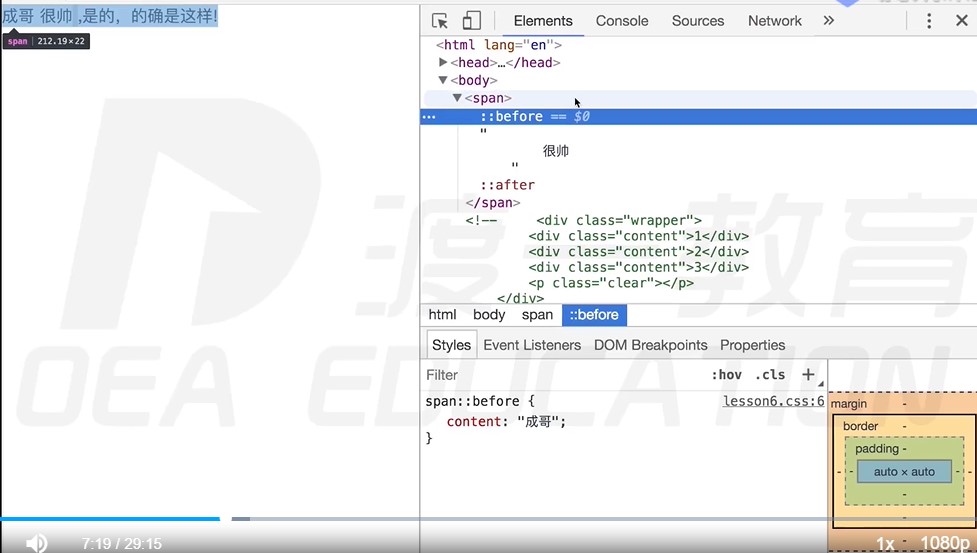 成哥 很帅 ,是的，的确是这样!
span 212.19×22
Elements Console Sources Network »
<html lang="en">
▶<head>…</head>
▼<body>
▼<span>
… ::before == $0
"
很帅
"
::after
</span>
<!-- <div class="wrapper">
<div class="content">1</div>
<div class="content">2</div>
<div class="content">3</div>
<p class="clear"></p>
</div>
html body span ::before
Styles Event Listeners DOM Breakpoints Properties
Filter :hov .cls +
span::before { lesson6.css:6
content: "成哥";
}
margin -
border -
padding -
- - auto × auto - -
-
-
-
渡 教育
DEA EDUCATION
7:19 / 29:15 1x 1080p